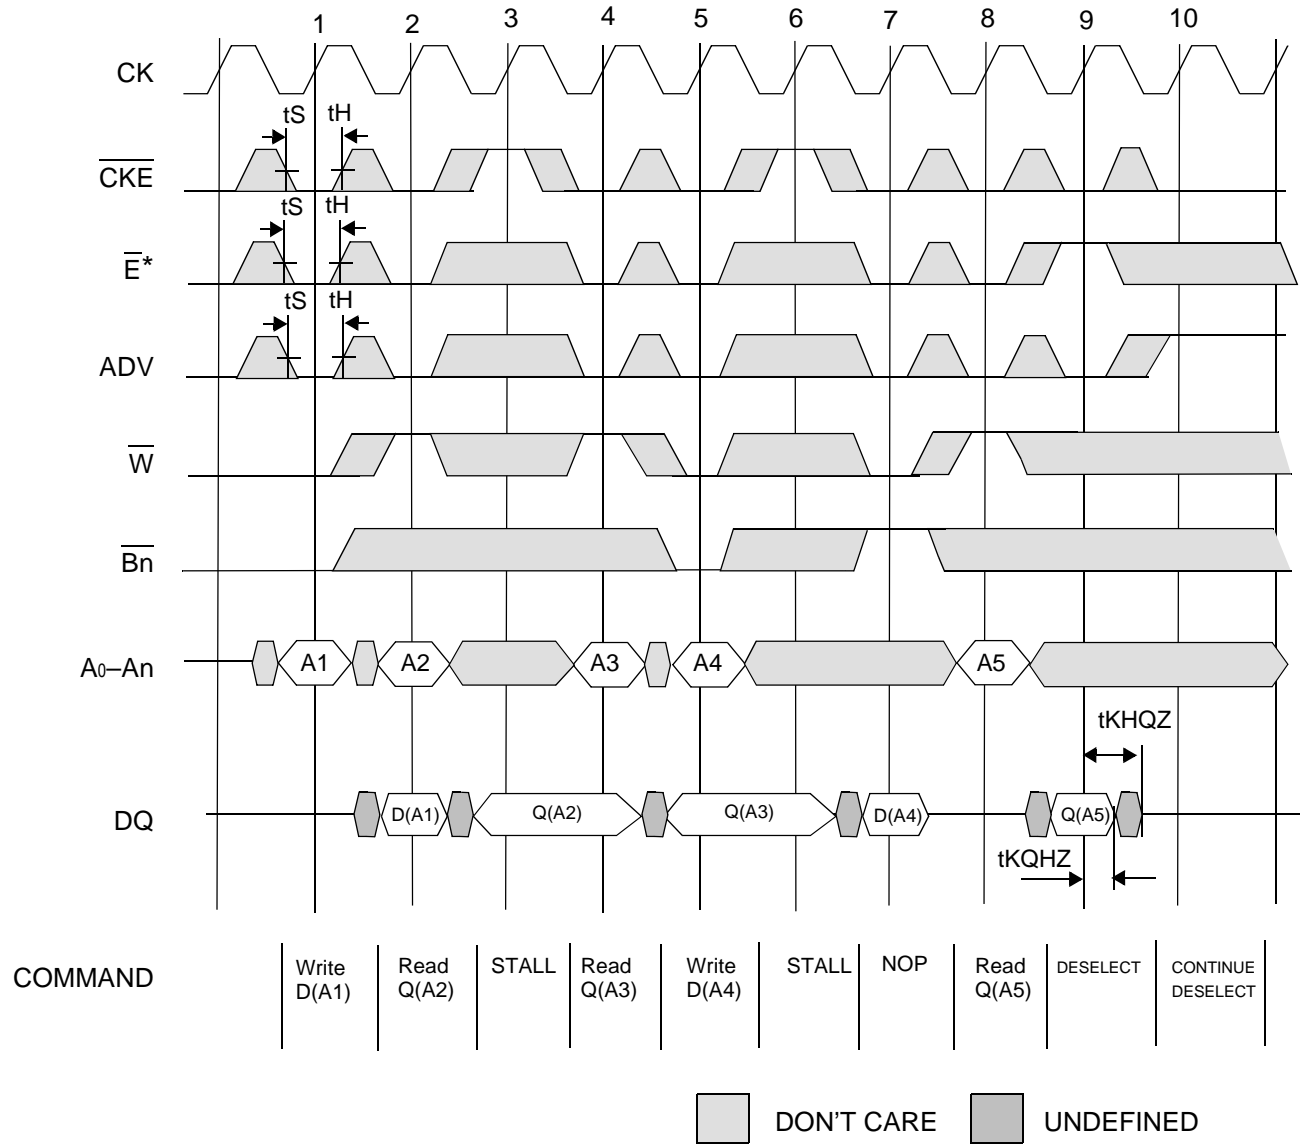 1 2 3 4 5 6 7 8 9 10
CK
tS tH
CKE
tS tH
E*
tS tH
ADV
W
Bn
A0–An A1 A2 A3 A4 A5
tKHQZ
DQ D(A1) Q(A2) Q(A3) D(A4) Q(A5)
tKQHZ
COMMAND
Write
D(A1)
Read
Q(A2)
STALL
Read
Q(A3)
Write
D(A4)
STALL
NOP
Read
Q(A5)
DESELECT
CONTINUE
DESELECT
DON'T CARE UNDEFINED